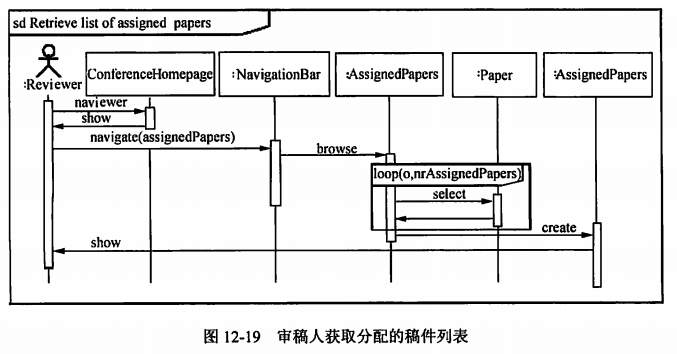 sd Retrieve list of assigned papers
:Reviewer
ConferenceHomepage
:NavigationBar
:AssignedPapers
:Paper
:AssignedPapers
naviewer
show
navigate(assignedPapers)
browse
loop(o,nrAssignedPapers)
select
create
show
图 12-19 审稿人获取分配的稿件列表